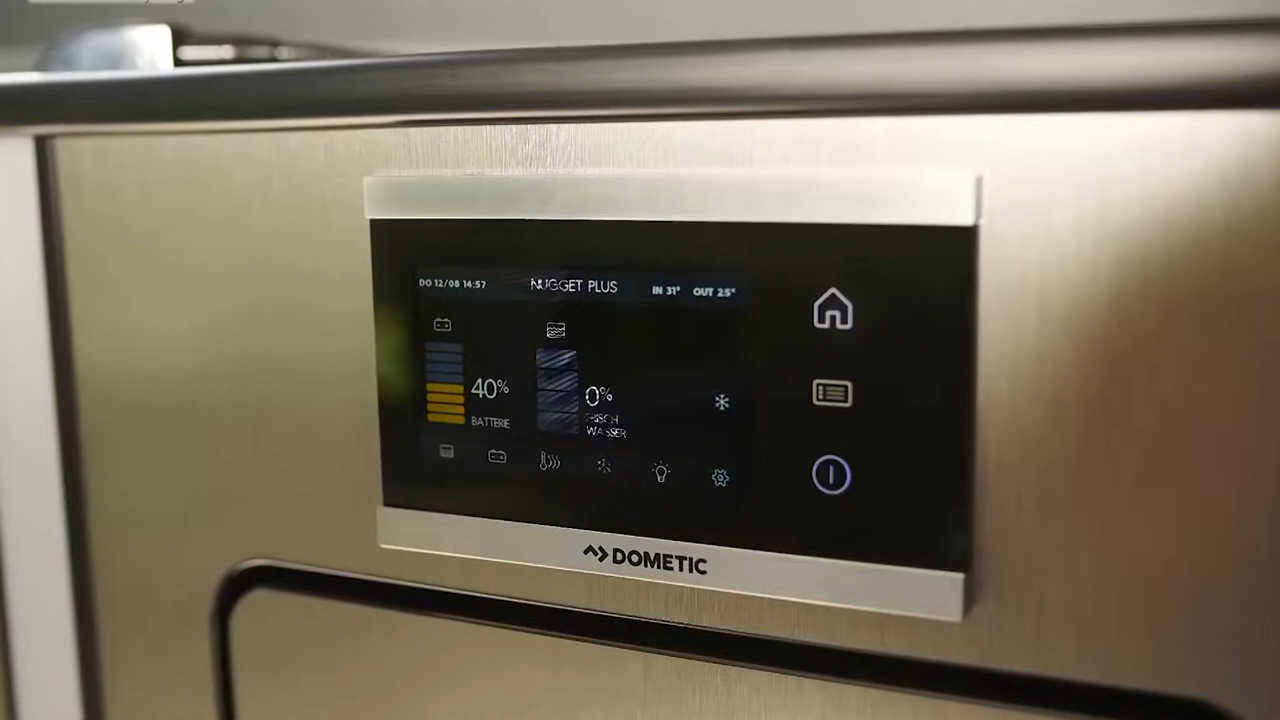 DO 12/08 14:57 NUGGET PLUS IN 31° OUT 25°
40%
BATTERIE
0%
FRISCH
WASSER
DOMETIC